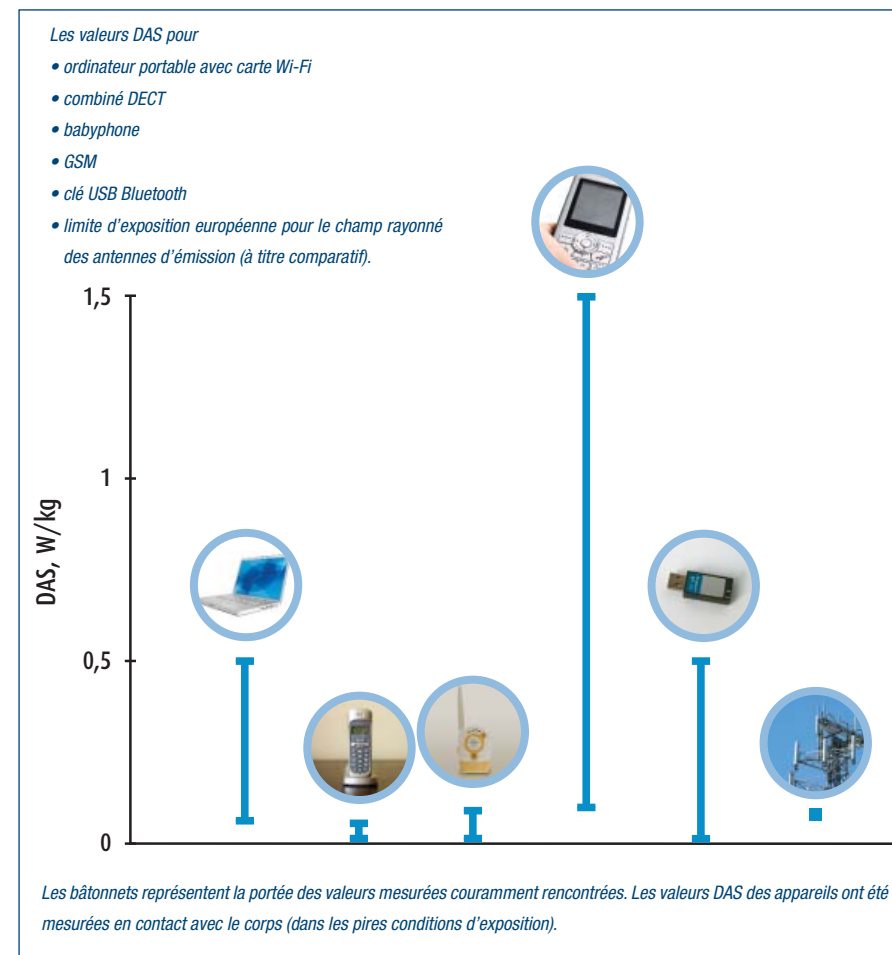 Les valeurs DAS pour
• ordinateur portable avec carte Wi-Fi
• combiné DECT
• babyphone
• GSM
• clé USB Bluetooth
• limite d'exposition européenne pour le champ rayonné
des antennes d'émission (à titre comparatif).
1,5
1
DAS, W/kg
0,5
0
Les bâtonnets représentent la portée des valeurs mesurées couramment rencontrées. Les valeurs DAS des appareils ont été
mesurées en contact avec le corps (dans les pires conditions d'exposition).